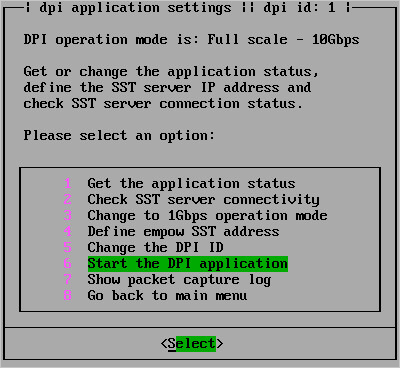 dpi application settings || dpi id: 1
DPI operation mode is: Full scale - 10Gbps
Get or change the application status,
define the SST server IP address and
check SST server connection status.
Please select an option:
1 Get the application status
2 Check SST server connectivity
3 Change to 1Gbps operation mode
4 Define empow SST address
5 Change the DPI ID
6 Start the DPI application
7 Show packet capture log
8 Go back to main menu
<Select>